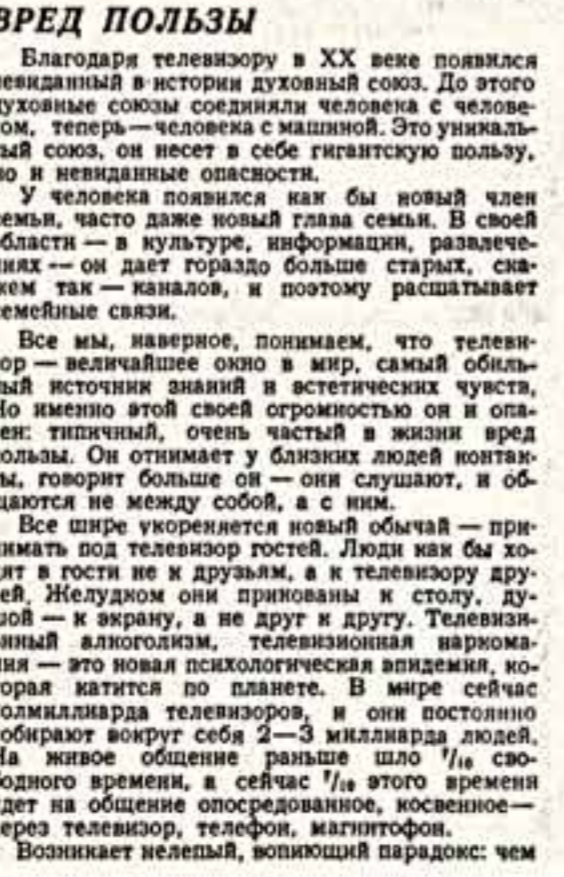 ВРЕД ПОЛЬЗЫ
Благодаря телевизору в XX веке появился
невиданный в истории духовный союз. До этого
духовные союзы соединяли человека с челове-
ом, теперь—человека с машиной. Это уникаль-
ный союз, он несет в себе гигантскую пользу,
но и невиданные опасности.
У человека появился как бы новый член
семьи, часто даже новый глава семьи. В своей
области — в культуре, информации, развлече-
ниях — он дает гораздо больше старых, ска-
жем так — каналов, и поэтому расшатывает
семейные связи.
Все мы, наверное, понимаем, что телеви-
зор — величайшее окно в мир, самый обиль-
ный источник знаний и эстетических чувств,
Но именно этой своей огромностью он и опа-
сен: типичный, очень частый в жизни вред
пользы. Он отнимает у близких людей контак-
ты, говорит больше он — они слушают, и об-
щаются не между собой, а с ним.
Все шире укореняется новый обычай — при-
нимать под телевизор гостей. Люди как бы хо-
дят в гости не к друзьям, а к телевизору дру-
зей. Желудком они прикованы к столу, ду-
шой — к экрану, а не друг к другу. Телевизи-
онный алкоголизм, телевизионная наркома-
ния — это новая психологическая эпидемия, ко-
торая катится по планете. В мире сейчас
полмиллиарда телевизоров, и они постоянно
собирают вокруг себя 2—3 миллиарда людей.
На живое общение раньше шло 7/10 сво-
бодного времени, а сейчас 7/10 этого времени
идет на общение опосредованное, косвенное—
через телевизор, телефон, магнитофон.
Возникает нелепый, вопиющий парадокс: чем